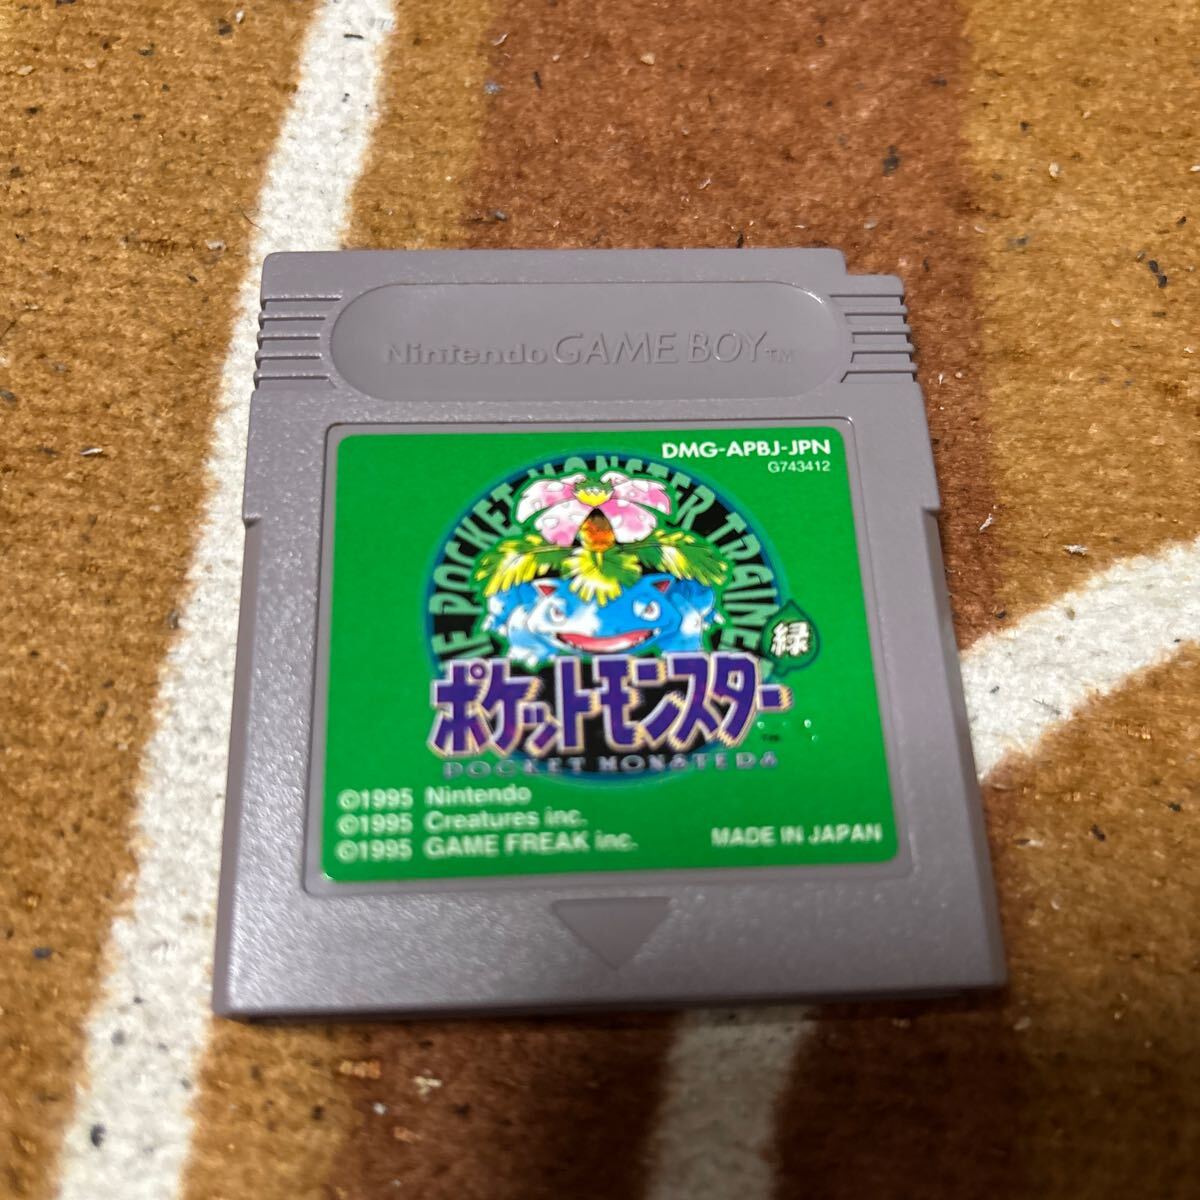 Nintendo GAME BOY™
DMG-APBJ-JPN
G743412
THE POCKET MONSTER TRAINER
緑
ポケットモンスター
TM
POCKET MONSTERS
©1995 Nintendo
©1995 Creatures inc.
©1995 GAME FREAK inc.
MADE IN JAPAN